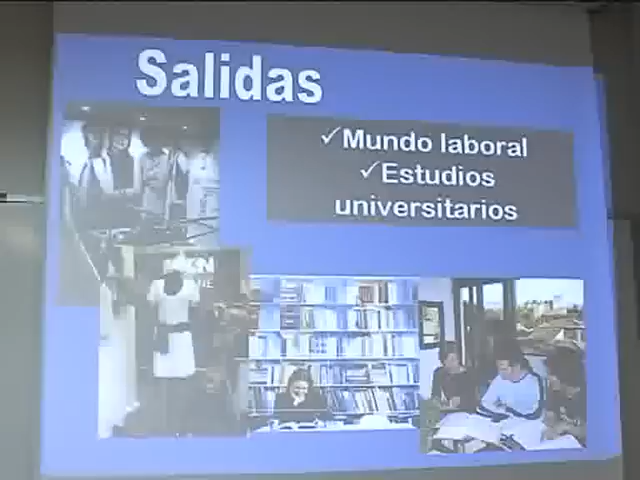 Salidas
✓Mundo laboral
✓Estudios
universitarios